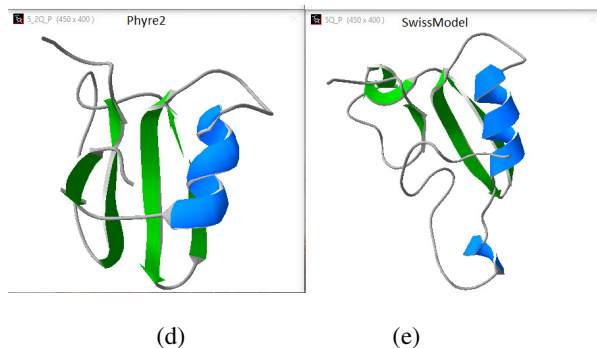 5_2Q_P (450 x 400)
Phyre2
5Q_P (450 x 400)
SwissModel
(d)
(e)